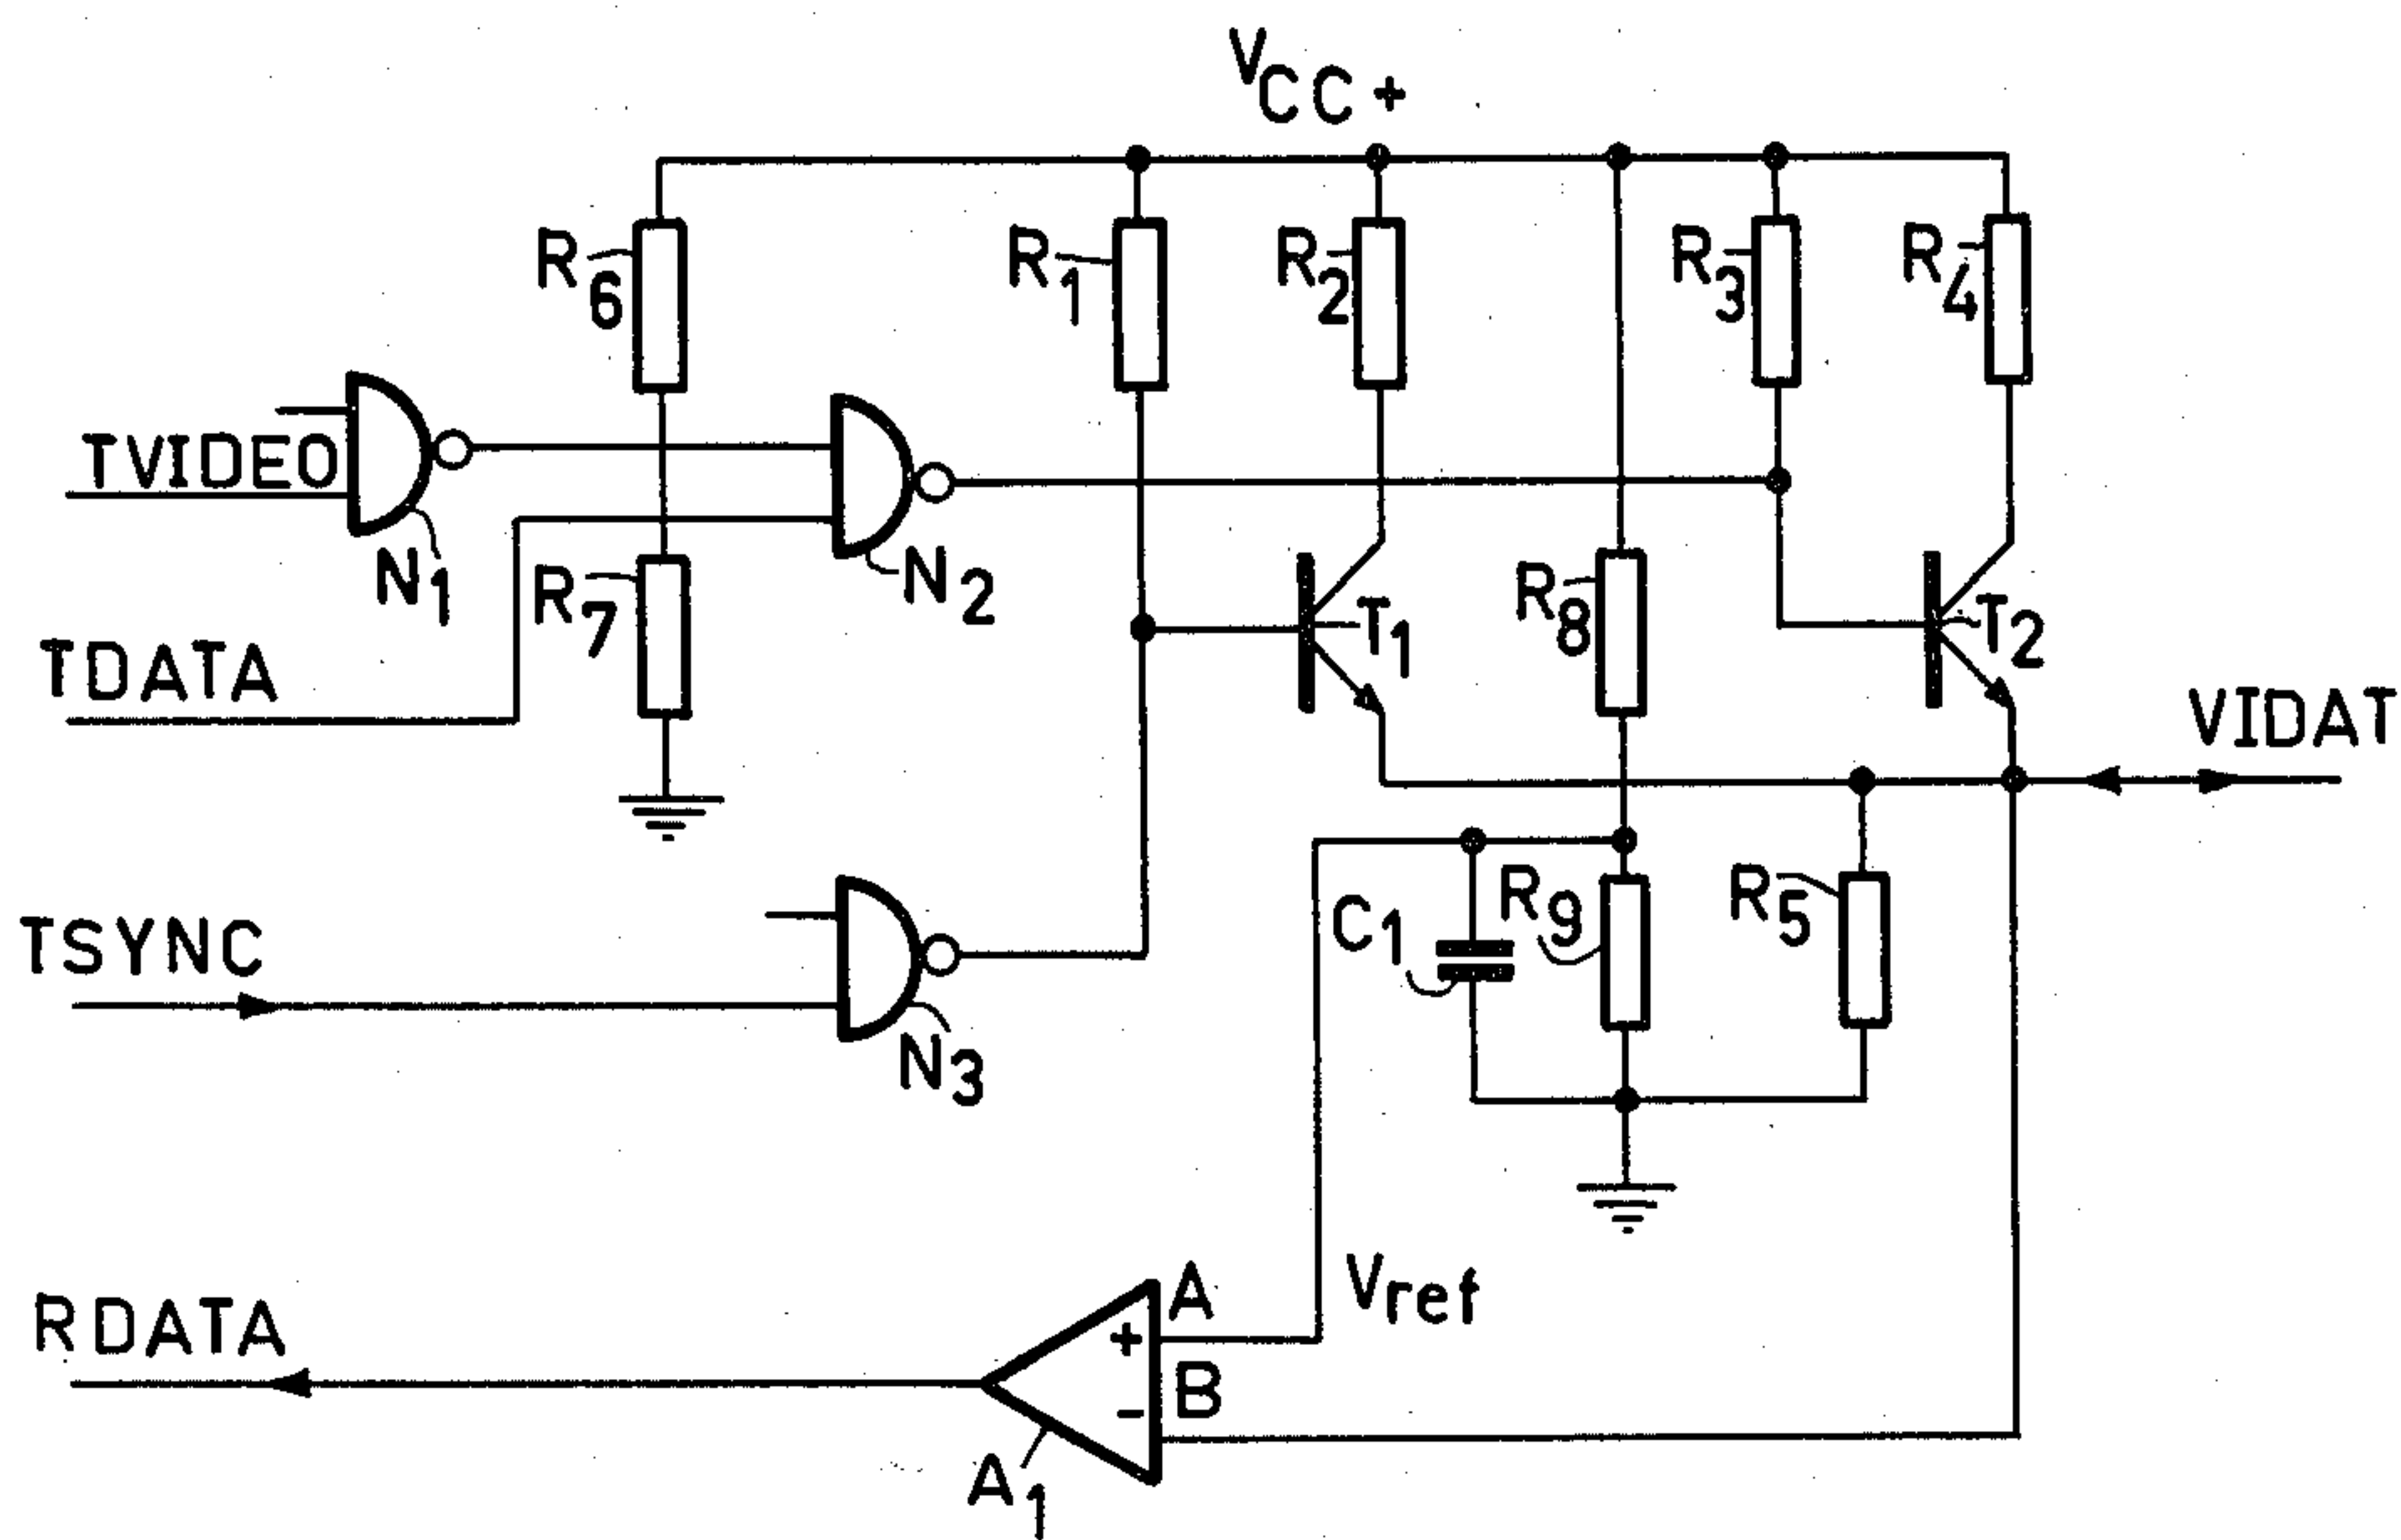 VCC+
R6
R1
R2
R3
R4
TVIDEO
N1
N2
R7
T1
R8
T2
TDATA
VIDAT
TSYNC
C1
R9
R5
N3
RDATA
A
+
Vref
B
-
A1